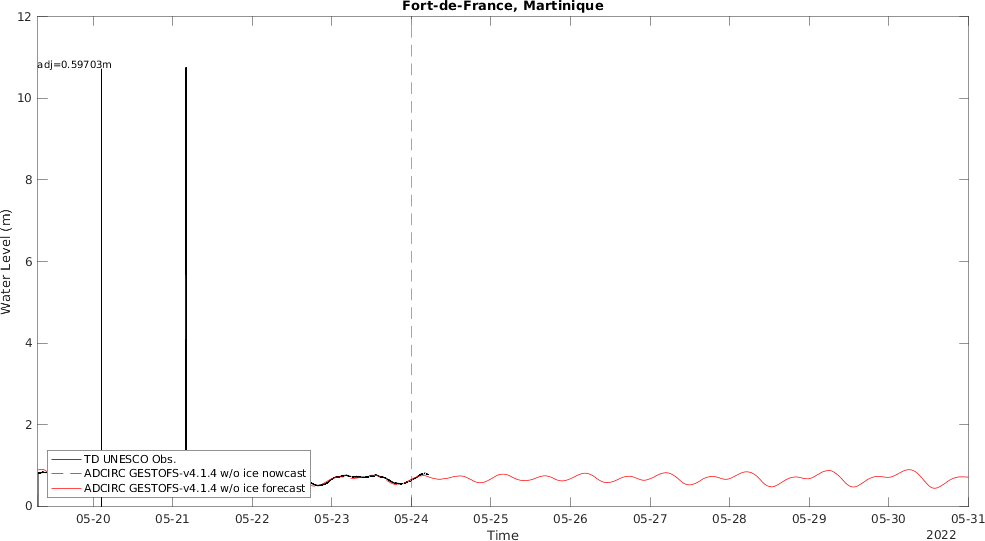 Fort-de-France, Martinique
12
10
8
6
4
2
0
Water Level (m)
adj=0.59703m
TD UNESCO Obs.
ADCIRC GESTOFS-v4.1.4 w/o ice nowcast
ADCIRC GESTOFS-v4.1.4 w/o ice forecast
05-20 05-21 05-22 05-23 05-24 05-25 05-26 05-27 05-28 05-29 05-30 05-31
Time
2022